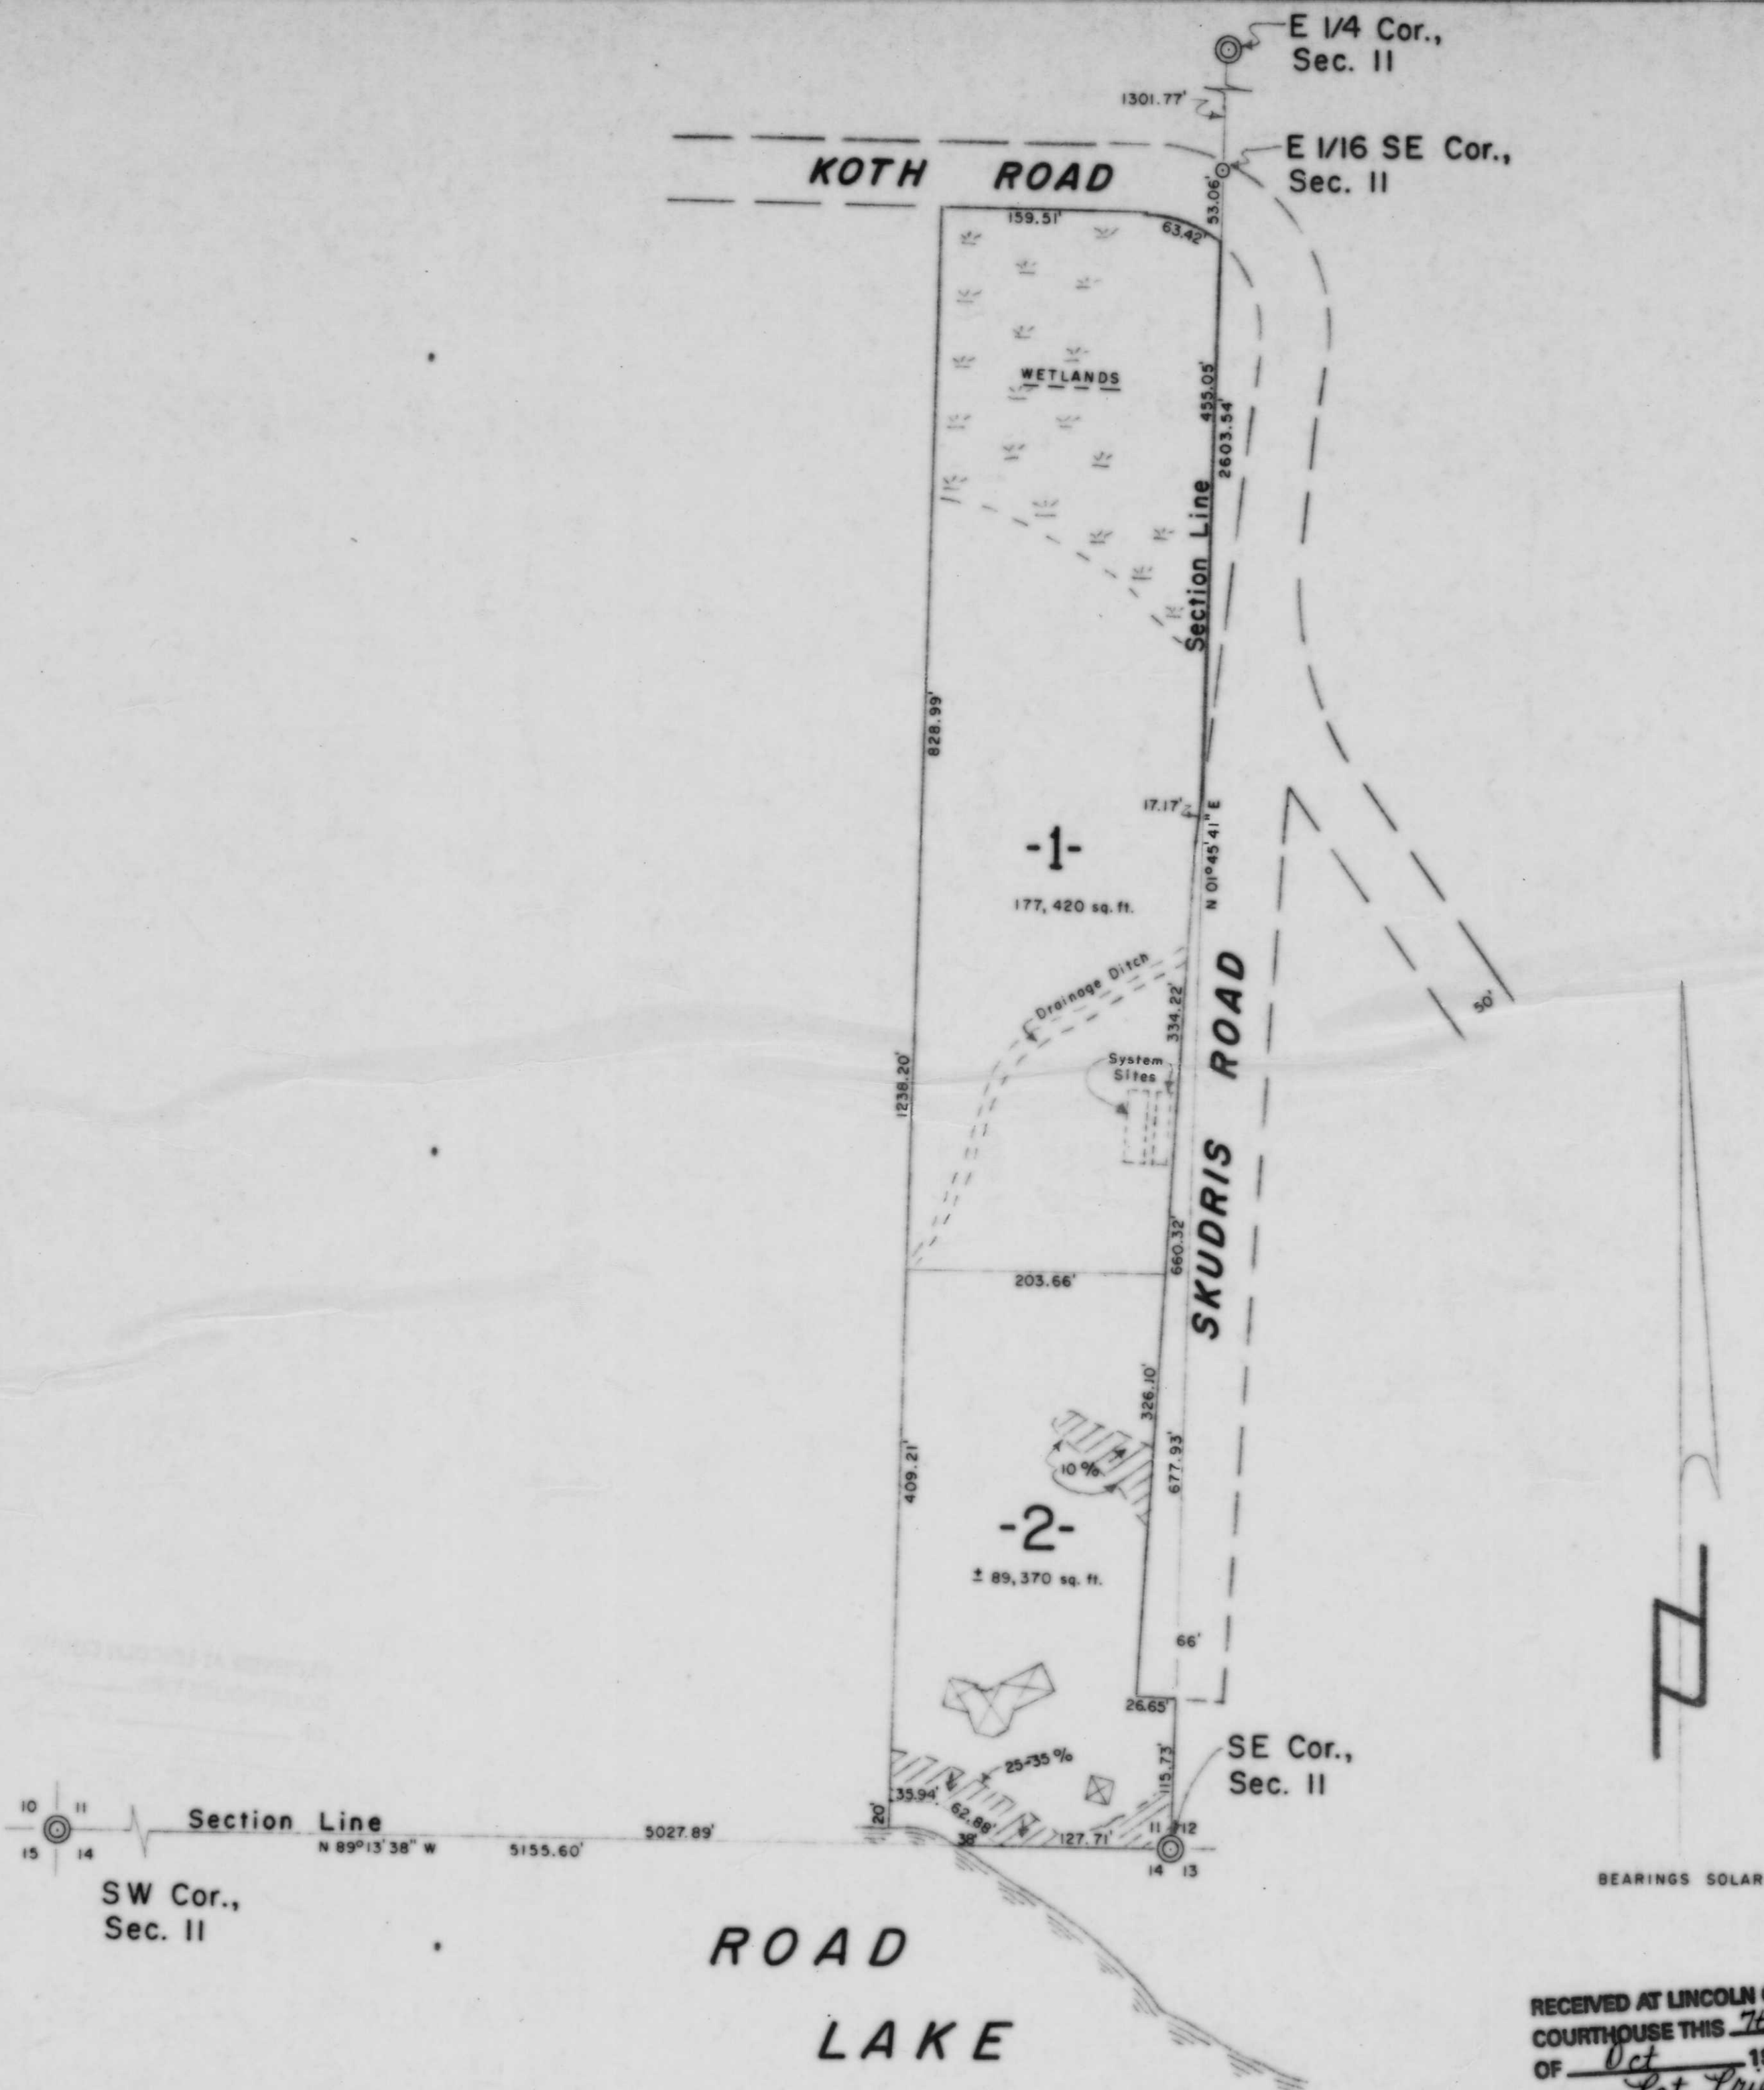 E 1/4 Cor.,
Sec. 11
1301.77'
E 1/16 SE Cor.,
Sec. 11
KOTH ROAD
53.06'
159.51'
63.42'
WETLANDS
455.05'
2603.54'
Section Line
828.99'
17.17'
N 01°45'41" E
-1-
177,420 sq. ft.
Drainage Ditch
334.22'
50'
SKUDRIS ROAD
System
Sites
1238.20'
660.32'
203.66'
326.10'
10%
677.93'
409.21'
-2-
± 89,370 sq. ft.
66'
26.65'
SE Cor.,
Sec. 11
25-35%
115.73'
35.94'
62.88'
20'
38'
127.71'
11 12
14 13
10 11
15 14
Section Line
N 89°13'38" W
5155.60'
5027.89'
SW Cor.,
Sec. 11
BEARINGS SOLAR
ROAD
LAKE
RECEIVED AT LINCOLN
COURTHOUSE THIS 7th
OF Oct 19